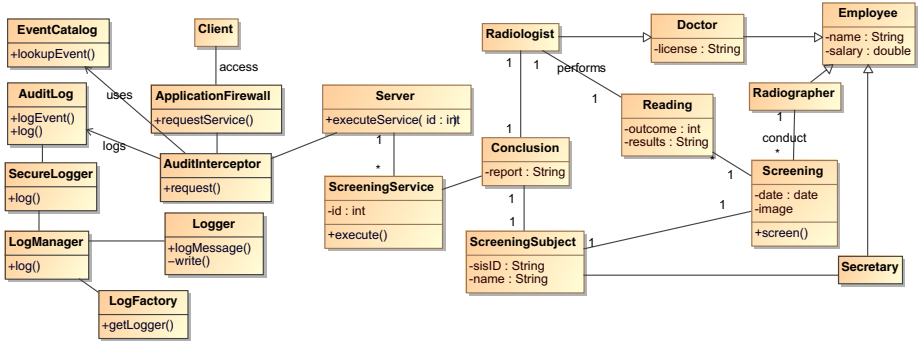 EventCatalog
+lookupEvent()
Client
access
AuditLog
+logEvent()
+log()
uses
logs
ApplicationFirewall
+requestService()
AuditInterceptor
+request()
SecureLogger
+log()
LogManager
+log()
Logger
+logMessage()
-write()
LogFactory
+getLogger()
Server
+executeService( id : int
1
*
ScreeningService
-id : int
+execute()
Radiologist
1
1
performs
1
Doctor
-license : String
Employee
-name : String
-salary : double
Radiographer
1
conduct
*
Reading
-outcome : int
-results : String
*
1
Conclusion
-report : String
1
1
1
Screening
-date : date
-image
+screen()
1
1
ScreeningSubject
-sisID : String
-name : String
Secretary